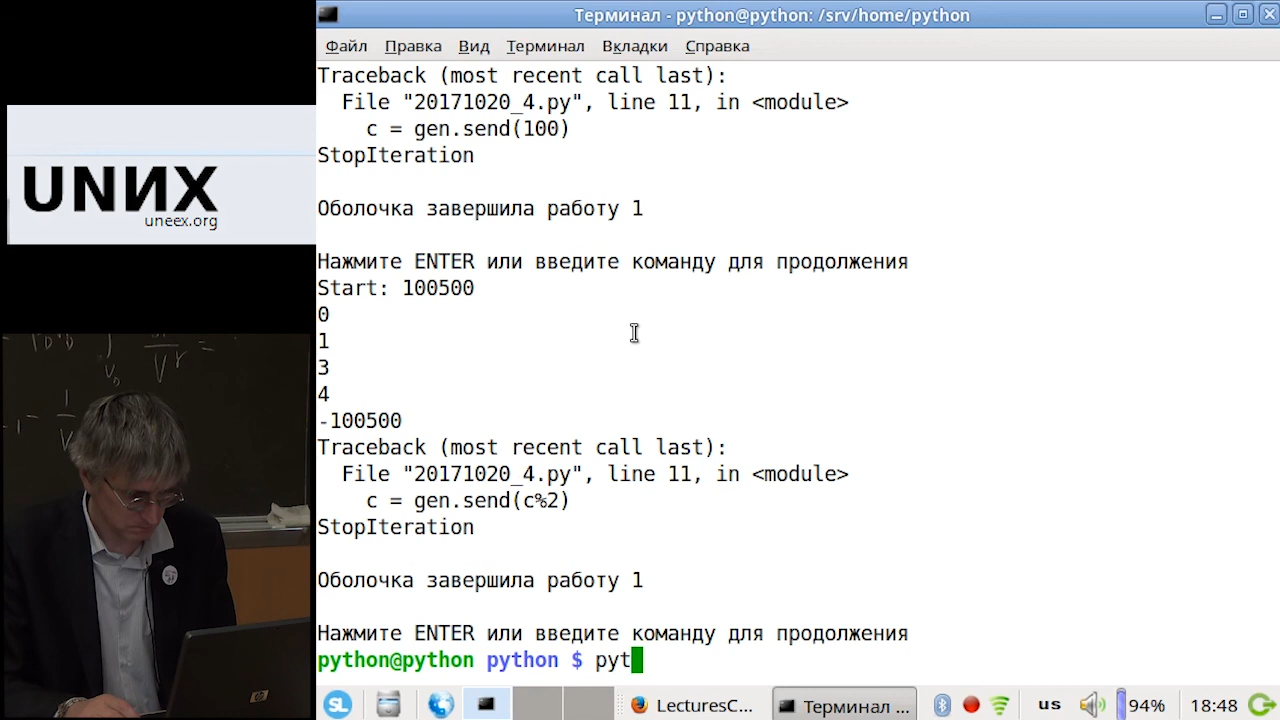 UNИX
uneex.org
Терминал - python@python: /srv/home/python
Файл Правка Вид Терминал Вкладки Справка
Traceback (most recent call last):
File "20171020_4.py", line 11, in <module>
c = gen.send(100)
StopIteration
Оболочка завершила работу 1
Нажмите ENTER или введите команду для продолжения
Start: 100500
0
1
3
4
-100500
Traceback (most recent call last):
File "20171020_4.py", line 11, in <module>
c = gen.send(c%2)
StopIteration
Оболочка завершила работу 1
Нажмите ENTER или введите команду для продолжения
python@python python $ pyt
SL LecturesC... Терминал ... us 94% 18:48